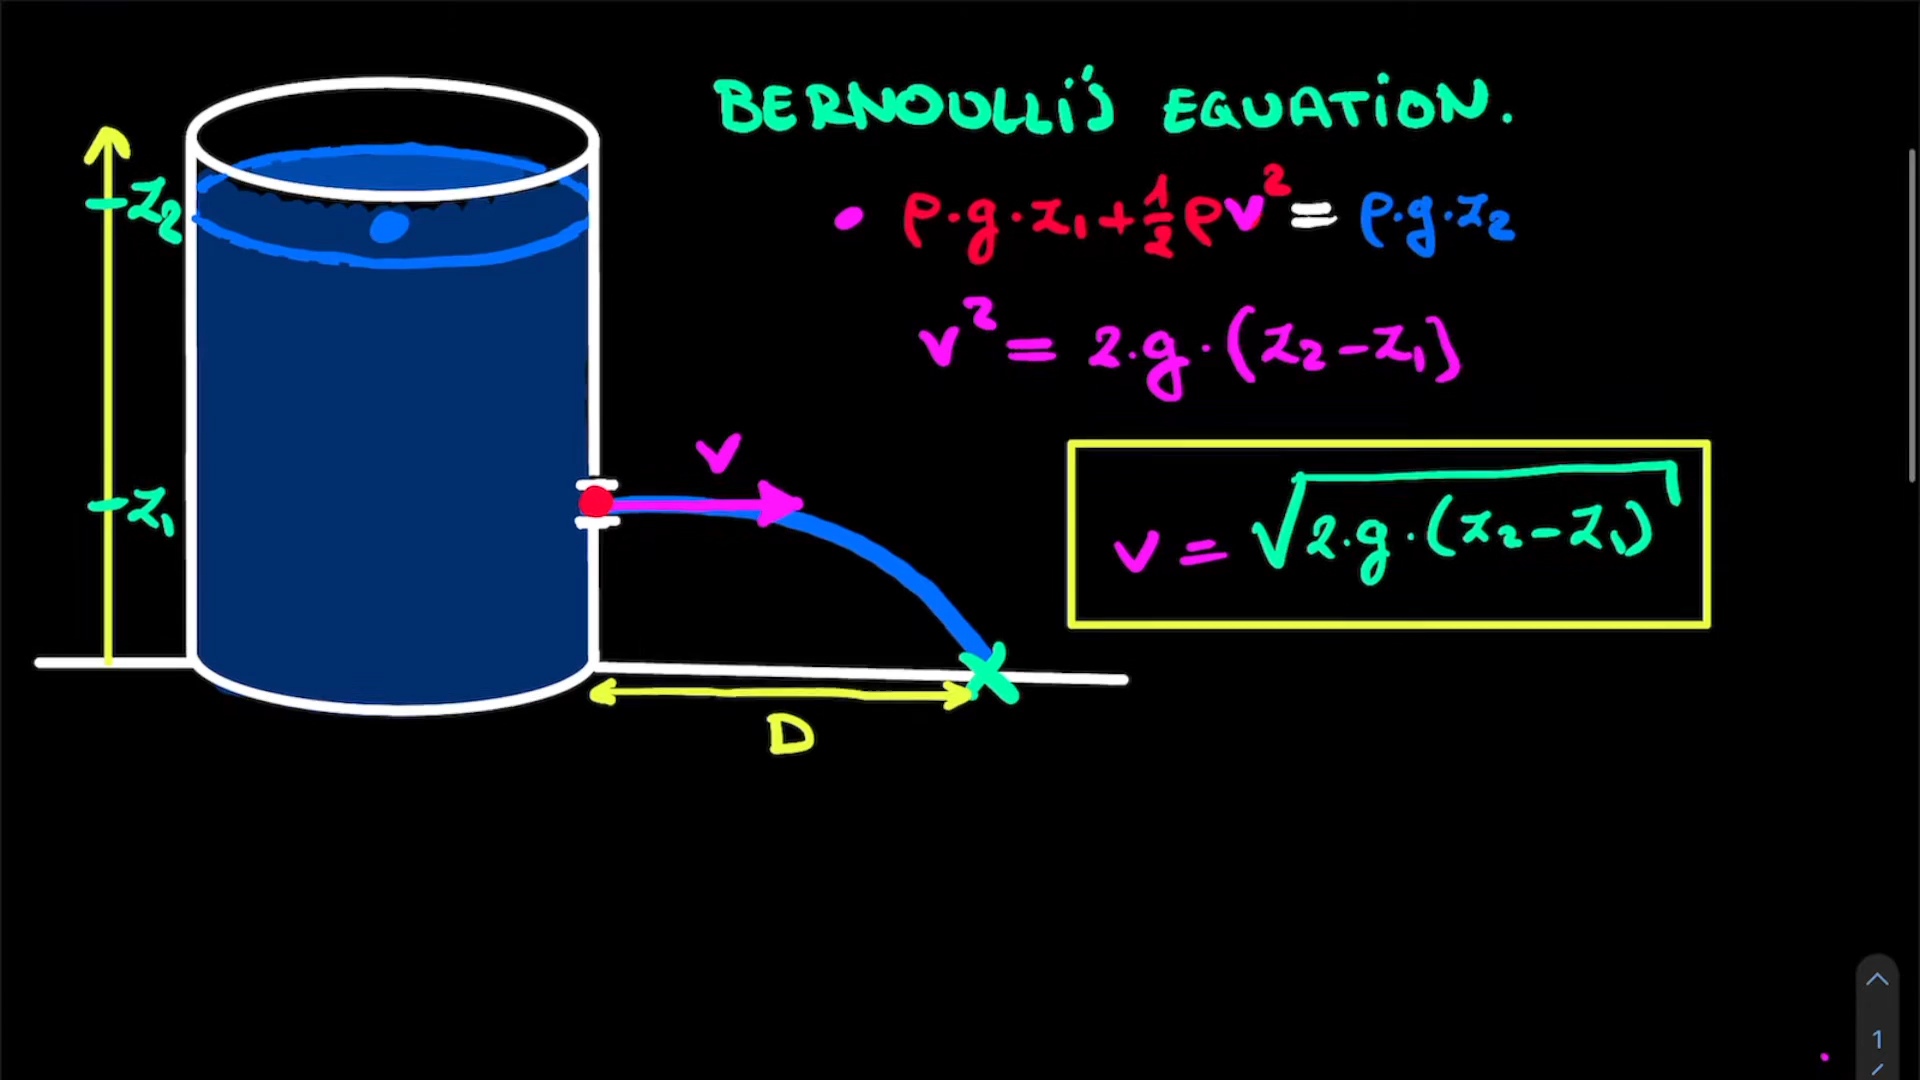 BERNOULLI'S EQUATION.
z₂
• ρ·g·z₁+½ρv²=ρ·g·z₂
v²=2·g·(z₂-z₁)
v
z₁
v=√2·g·(z₂-z₁)
D
1